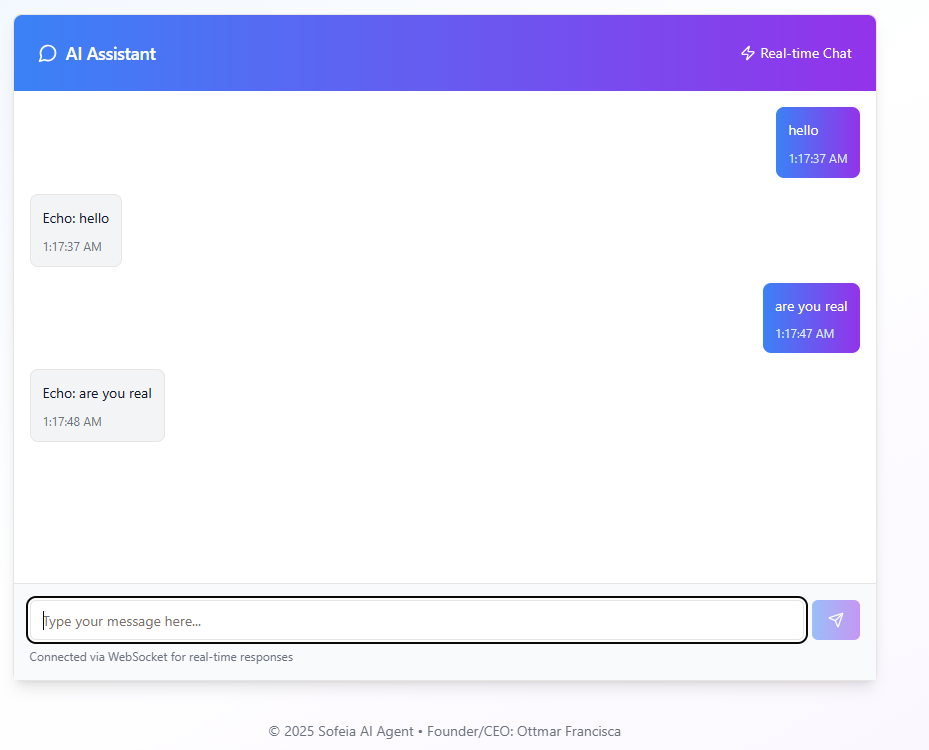 AI Assistant
Real-time Chat
hello
1:17:37 AM
Echo: hello
1:17:37 AM
are you real
1:17:47 AM
Echo: are you real
1:17:48 AM
Type your message here...
Connected via WebSocket for real-time responses
© 2025 Sofeia AI Agent • Founder/CEO: Ottmar Francisca